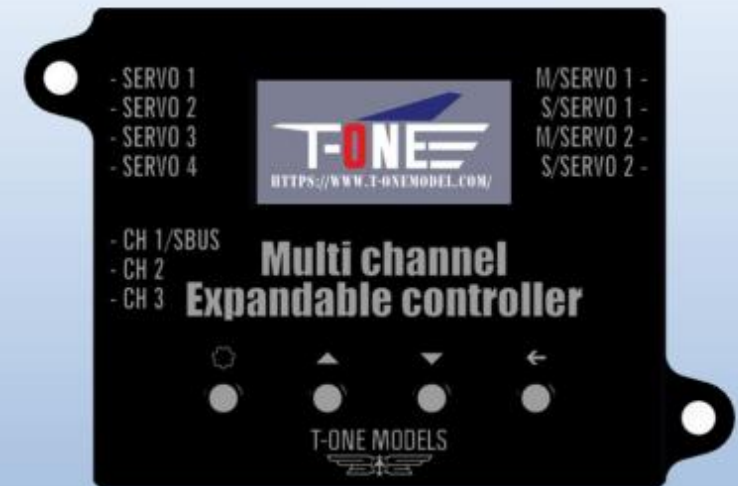 - SERVO 1
- SERVO 2
- SERVO 3
- SERVO 4
M/SERVO 1 -
S/SERVO 1 -
M/SERVO 2 -
S/SERVO 2 -
T-ONE
HTTPS://WWW.T-ONEMODEL.COM/
- CH 1/SBUS
- CH 2
- CH 3
Multi channel
Expandable controller
T-ONE MODELS